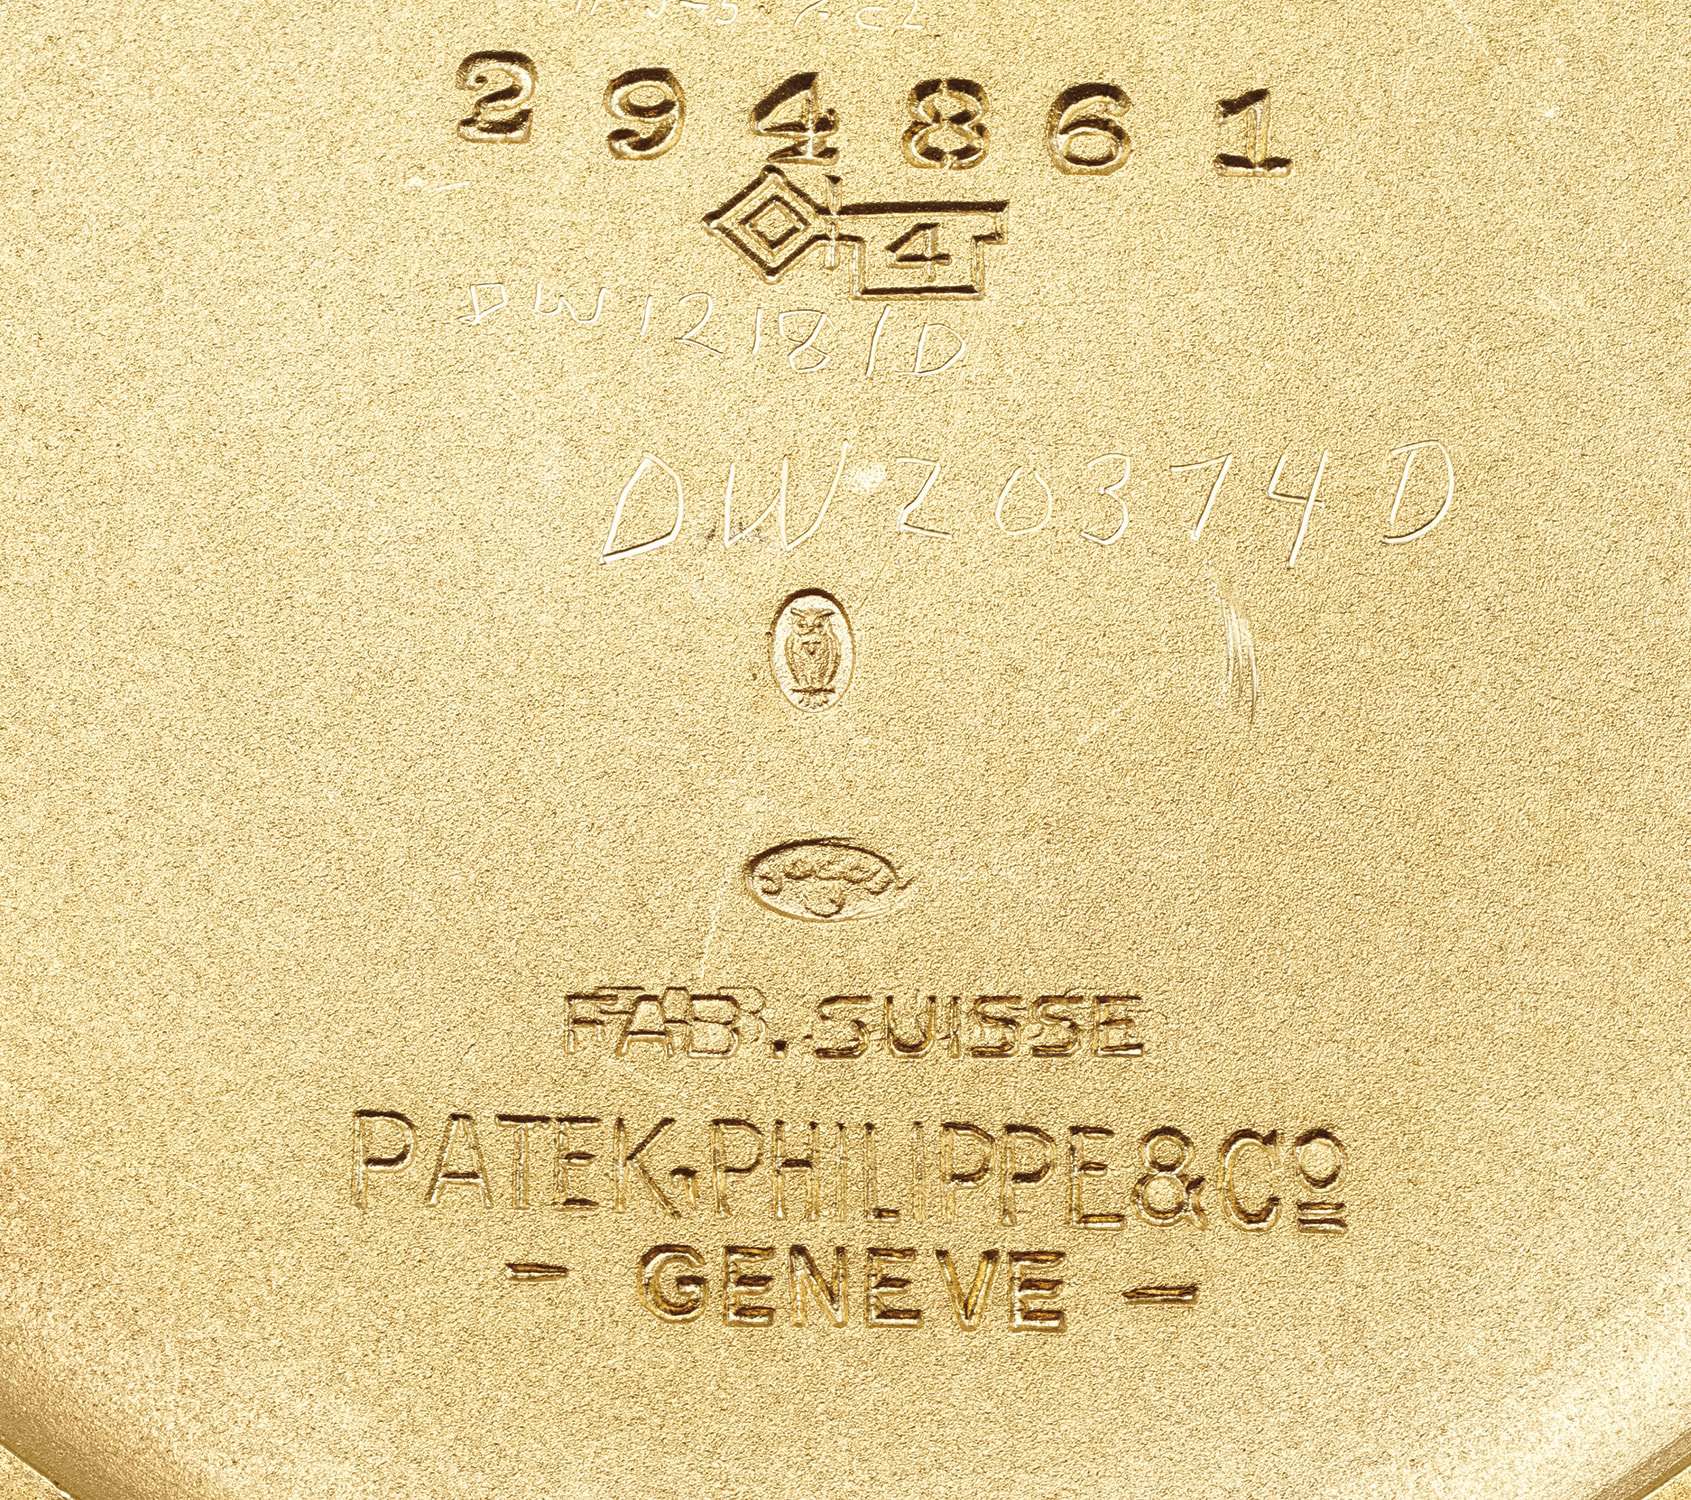 294861
4
DW12181D
DW20374D
FAB. SUISSE
PATEK.PHILIPPE&Cº
- GENEVE -